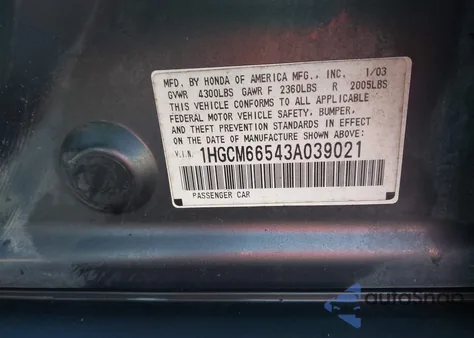 MFD. BY HONDA OF AMERICA MFG., INC. 1/03
GVWR 4300LBS GAWR F 2360LBS R 2005LBS
THIS VEHICLE CONFORMS TO ALL APPLICABLE
FEDERAL MOTOR VEHICLE SAFETY, BUMPER,
AND THEFT PREVENTION STANDARDS IN EFFECT
ON THE DATE OF MANUFACTURE SHOWN ABOVE.
V.I.N. 1HGCM66543A039021
PASSENGER CAR
autoSnap